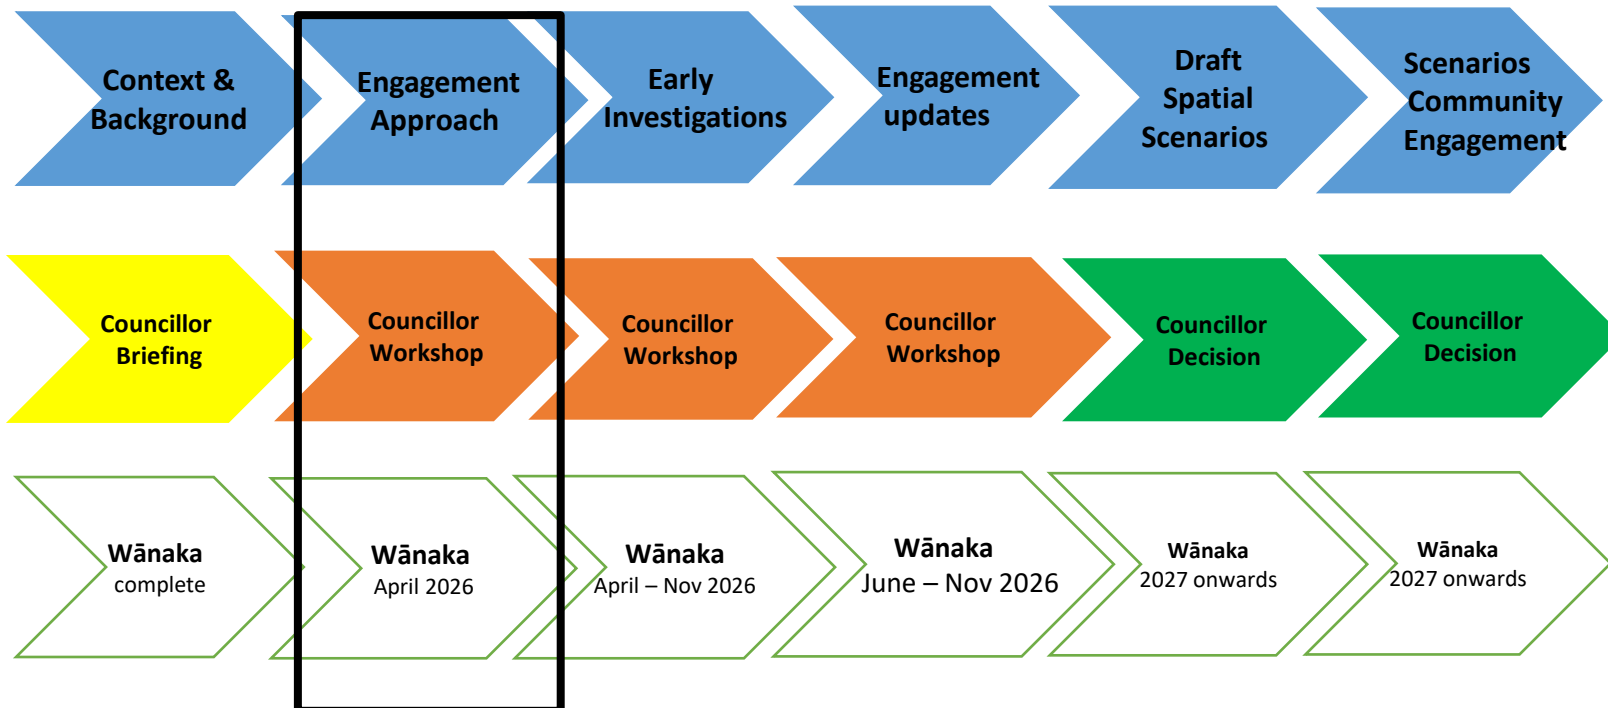 Context &
Background
Engagement
Approach
Early
Investigations
Engagement
updates
Draft
Spatial
Scenarios
Scenarios
Community
Engagement
Councillor
Briefing
Councillor
Workshop
Councillor
Workshop
Councillor
Workshop
Councillor
Decision
Councillor
Decision
Wānaka
complete
Wānaka
April 2026
Wānaka
April – Nov 2026
Wānaka
June – Nov 2026
Wānaka
2027 onwards
Wānaka
2027 onwards